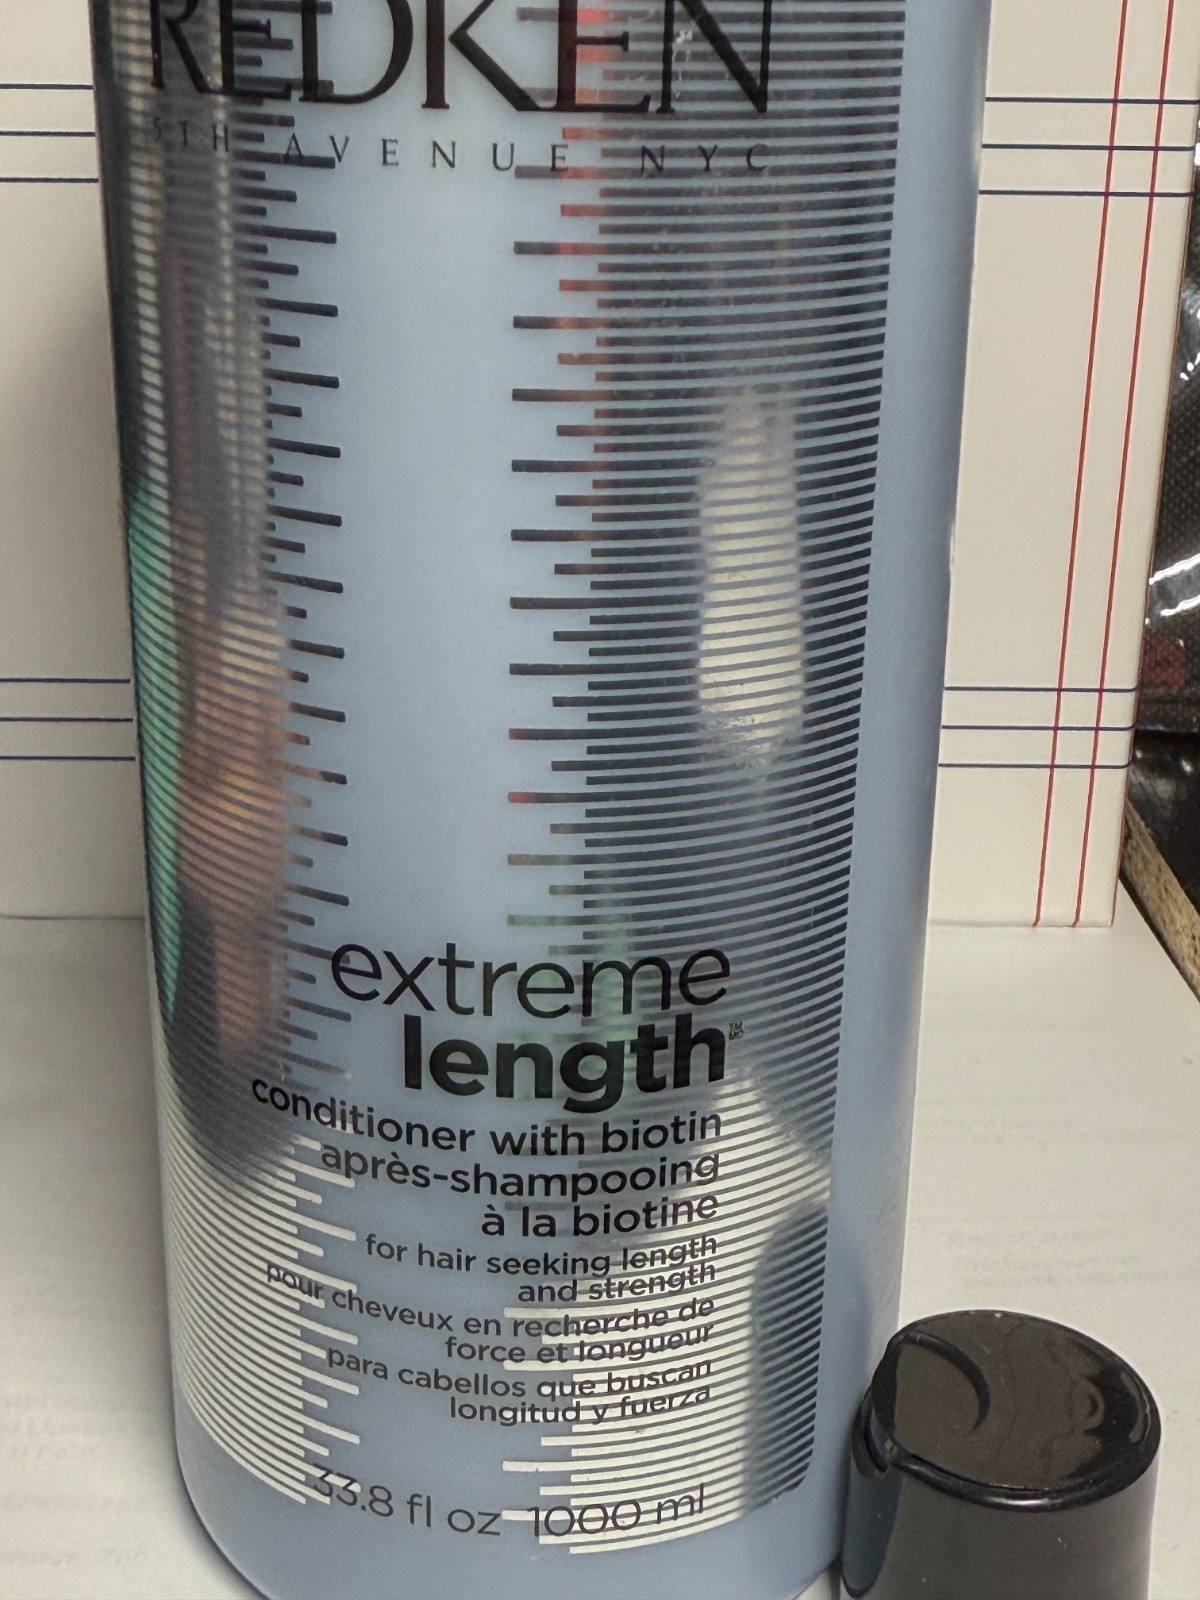 REDKEN
5TH AVENUE NYC
extreme
length™
conditioner with biotin
après-shampooing
à la biotine
for hair seeking length
and strength
pour cheveux en recherche de
force et longueur
para cabellos que buscan
longitud y fuerza
33.8 fl oz 1000 ml